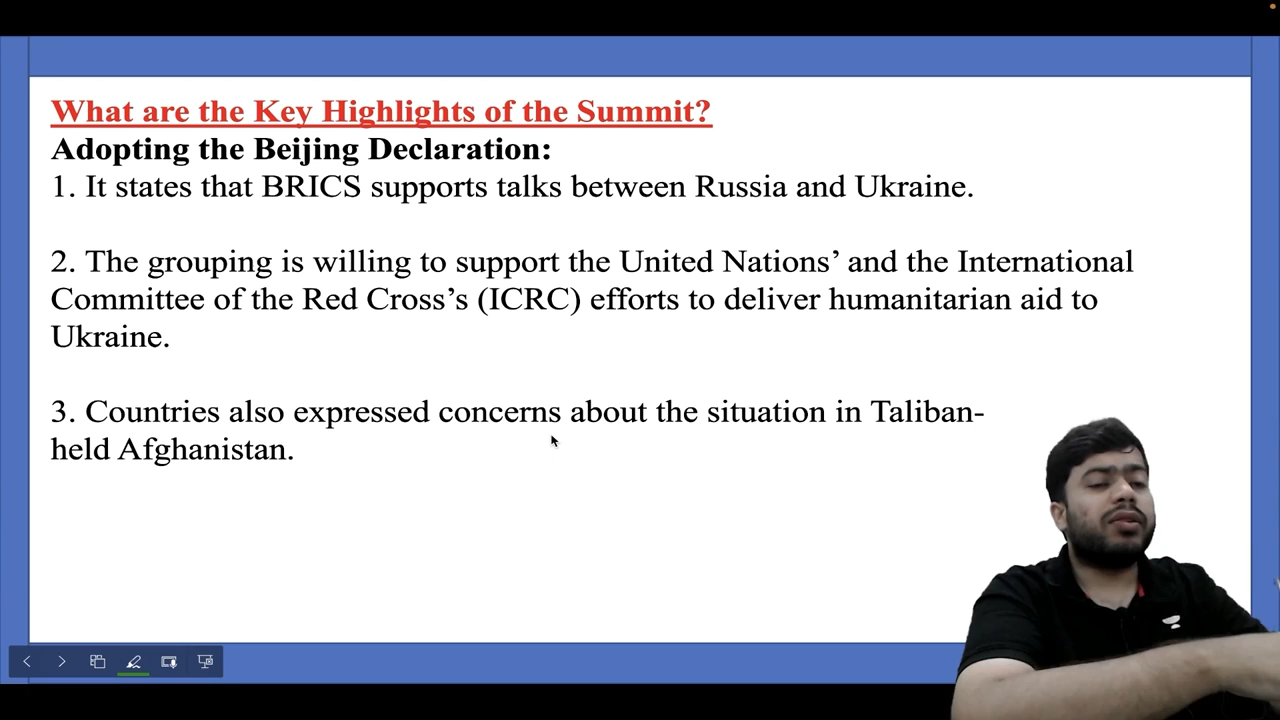 What are the Key Highlights of the Summit?
Adopting the Beijing Declaration:
1. It states that BRICS supports talks between Russia and Ukraine.
2. The grouping is willing to support the United Nations’ and the International
Committee of the Red Cross’s (ICRC) efforts to deliver humanitarian aid to
Ukraine.
3. Countries also expressed concerns about the situation in Taliban-
held Afghanistan.